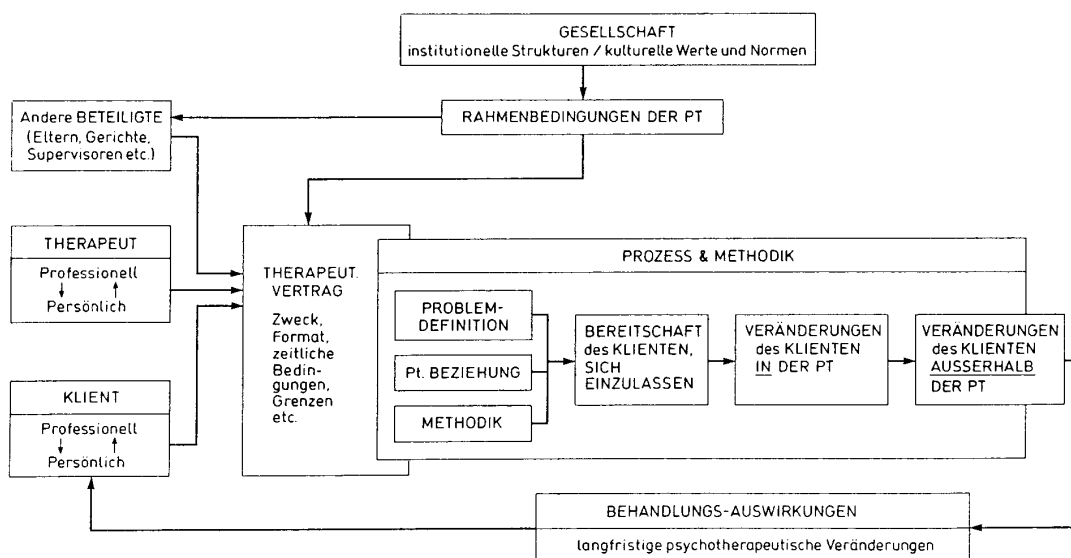 GESELLSCHAFT
institutionelle Strukturen / kulturelle Werte und Normen
RAHMENBEDINGUNGEN DER PT
Andere BETEILIGTE
(Eltern, Gerichte,
Supervisoren etc.)
THERAPEUT
Professionell
Persönlich
KLIENT
Professionell
Persönlich
THERAPEUT.
VERTRAG
Zweck,
Format,
zeitliche
Bedin-
gungen,
Grenzen
etc.
PROZESS & METHODIK
PROBLEM-
DEFINITION
Pt. BEZIEHUNG
METHODIK
BEREITSCHAFT
des KLIENTEN,
SICH
EINZULASSEN
VERÄNDERUNGEN
des KLIENTEN
IN DER PT
VERÄNDERUNGEN
des KLIENTEN
AUSSERHALB
DER PT
BEHANDLUNGS-AUSWIRKUNGEN
langfristige psychotherapeutische Veränderungen